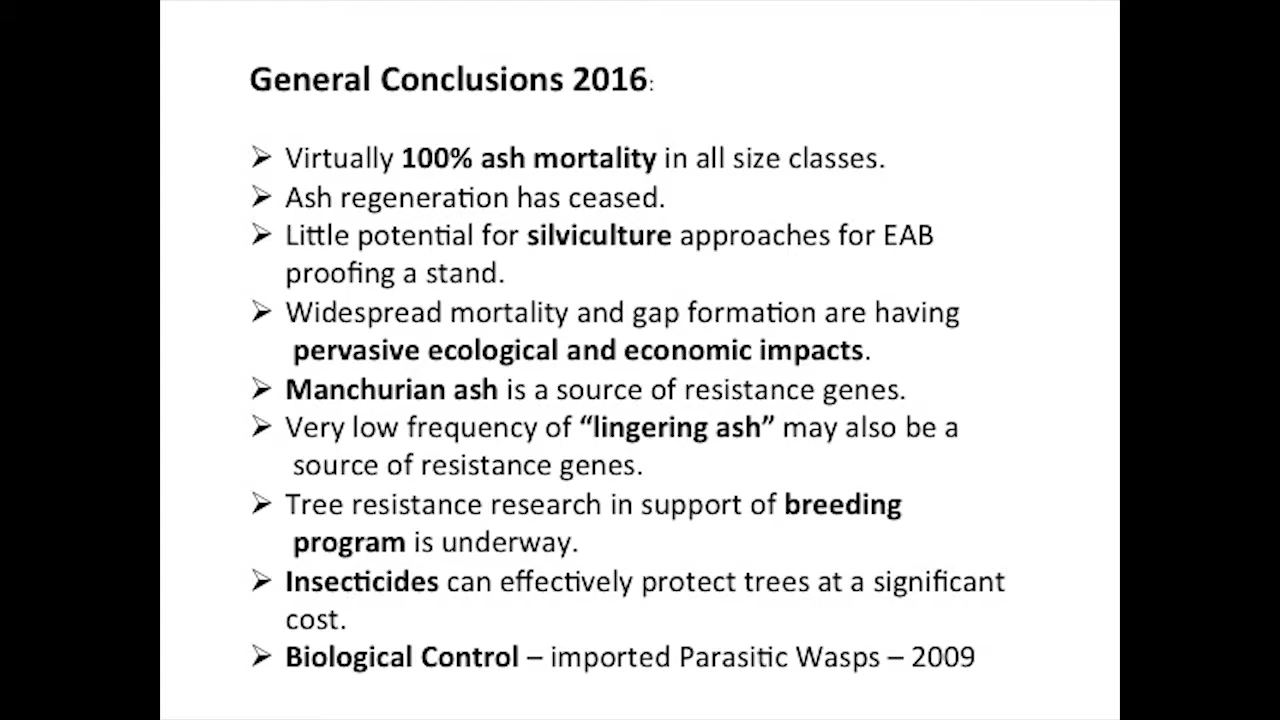 General Conclusions 2016:
➢ Virtually 100% ash mortality in all size classes.
➢ Ash regeneration has ceased.
➢ Little potential for silviculture approaches for EAB
proofing a stand.
➢ Widespread mortality and gap formation are having
pervasive ecological and economic impacts.
➢ Manchurian ash is a source of resistance genes.
➢ Very low frequency of “lingering ash” may also be a
source of resistance genes.
➢ Tree resistance research in support of breeding
program is underway.
➢ Insecticides can effectively protect trees at a significant
cost.
➢ Biological Control – imported Parasitic Wasps – 2009